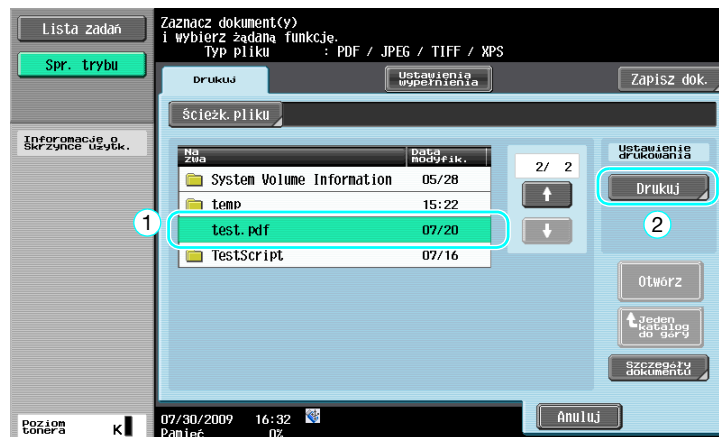 Lista zadań
Spr. trybu
Zaznacz dokument(y)
i wybierz żądaną funkcję.
Typ pliku : PDF / JPEG / TIFF / XPS
Drukuj
Ustawienia
wypełnienia
Zapisz dok.
Ścieżk. pliku
Inforomacje o
Skrzynce użytk.
Na
zwa
Data
modyfik.
System Volume Information 05/28
temp 15:22
test.pdf 07/20
TestScript 07/16
1
2/ 2
Ustawienie
drukowania
Drukuj
2
Otwórz
Jeden
katalog
do góry
Szczegóły
dokumentu
Anuluj
Poziom
tonera K
07/30/2009 16:32
Pamięć 0%